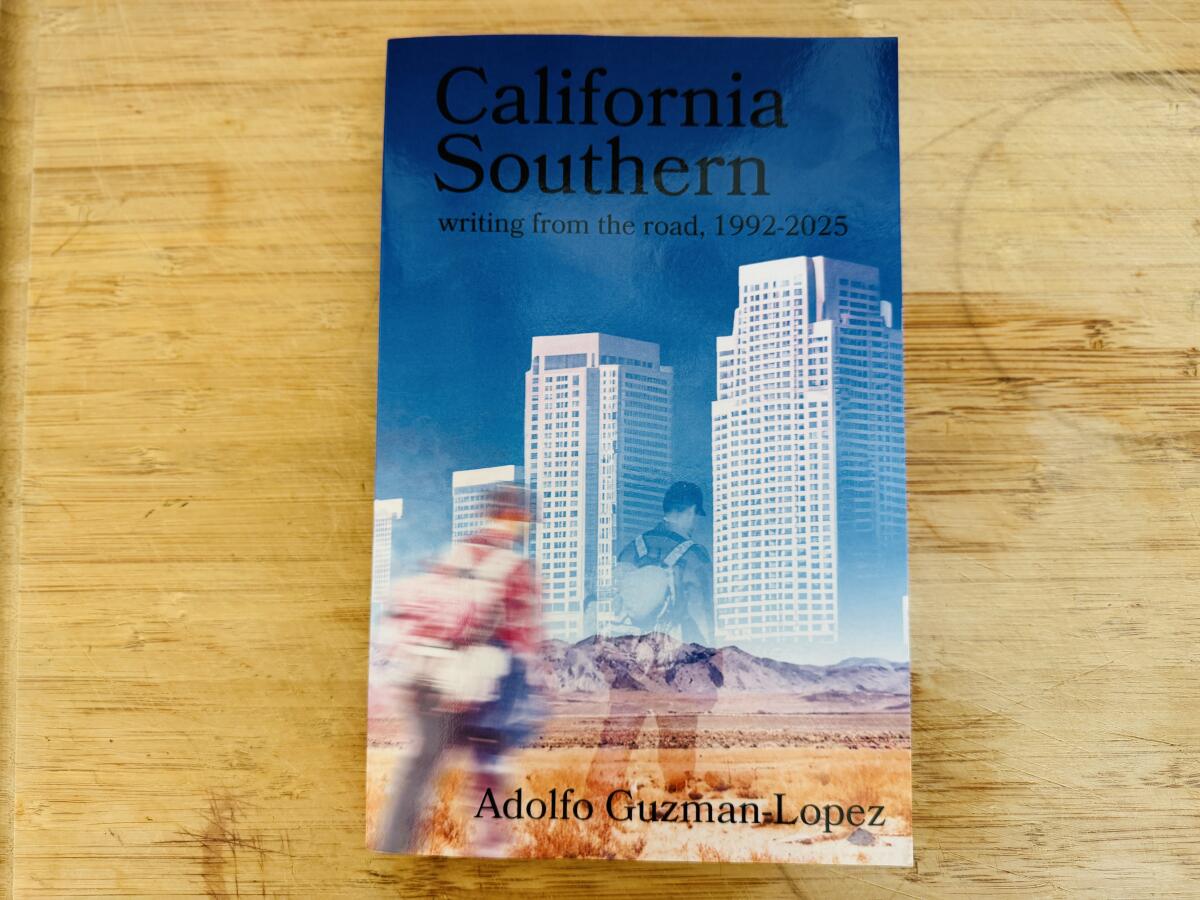 California
Southern
writing from the road, 1992-2025
Adolfo Guzman-Lopez